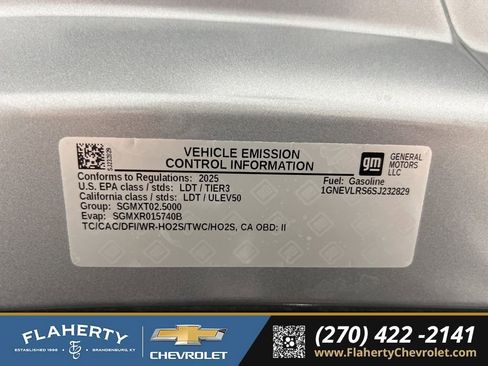 VEHICLE EMISSION
CONTROL INFORMATION
gm
GENERAL
MOTORS
LLC
Conforms to Regulations: 2025
U.S. EPA class / stds: LDT / TIER3
California class / stds: LDT / ULEV50
Group: SGMXT02.5000
Evap: SGMXR015740B
TC/CAC/DFI/WR-HO2S/TWC/HO2S, CA OBD: II
Fuel: Gasoline
1GNEVLRS6SJ232829
SJ232829
FLAHERTY
ESTABLISHED 1996
BRANDENBURG, KY
CHEVROLET
(270) 422 -2141
www.FlahertyChevrolet.com